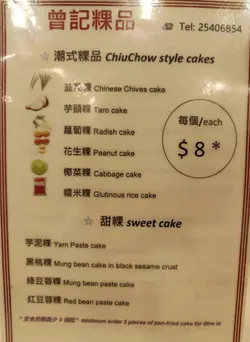 曾記粿品
☏ Tel: 25406854
☆ 潮式粿品 ChiuChow style cakes
韮菜粿 Chinese Chives cake
芋頭粿 Taro cake
蘿蔔粿 Radish cake
花生粿 Peanut cake
椰菜粿 Cabbage cake
糯米粿 Glutinous rice cake
每個/each
$ 8 *
☆ 甜粿 sweet cake
芋泥粿 Yam Paste cake
黑桃粿 Mung bean cake in black sesame crust
綠豆蓉粿 Mung bean paste cake
紅豆蓉粿 Red bean paste cake
* minimum order 2 pieces of pan-fried cake for dine in